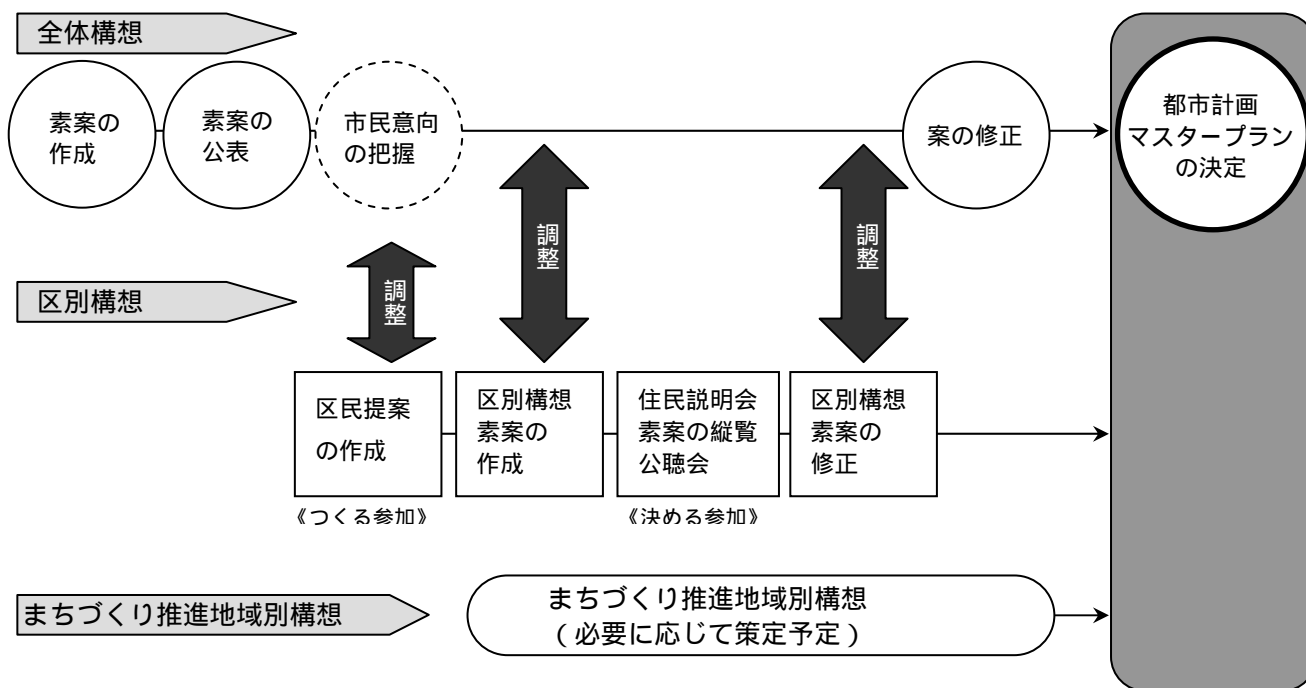 全体構想
素案の
作成
素案の
公表
市民意向
の把握
案の修正
都市計画
マスタープラン
の決定
調整
調整
調整
区別構想
区民提案
の作成
区別構想
素案の
作成
住民説明会
素案の縦覧
公聴会
区別構想
素案の
修正
《つくる参加》
《決める参加》
まちづくり推進地域別構想
まちづくり推進地域別構想
（必要に応じて策定予定）